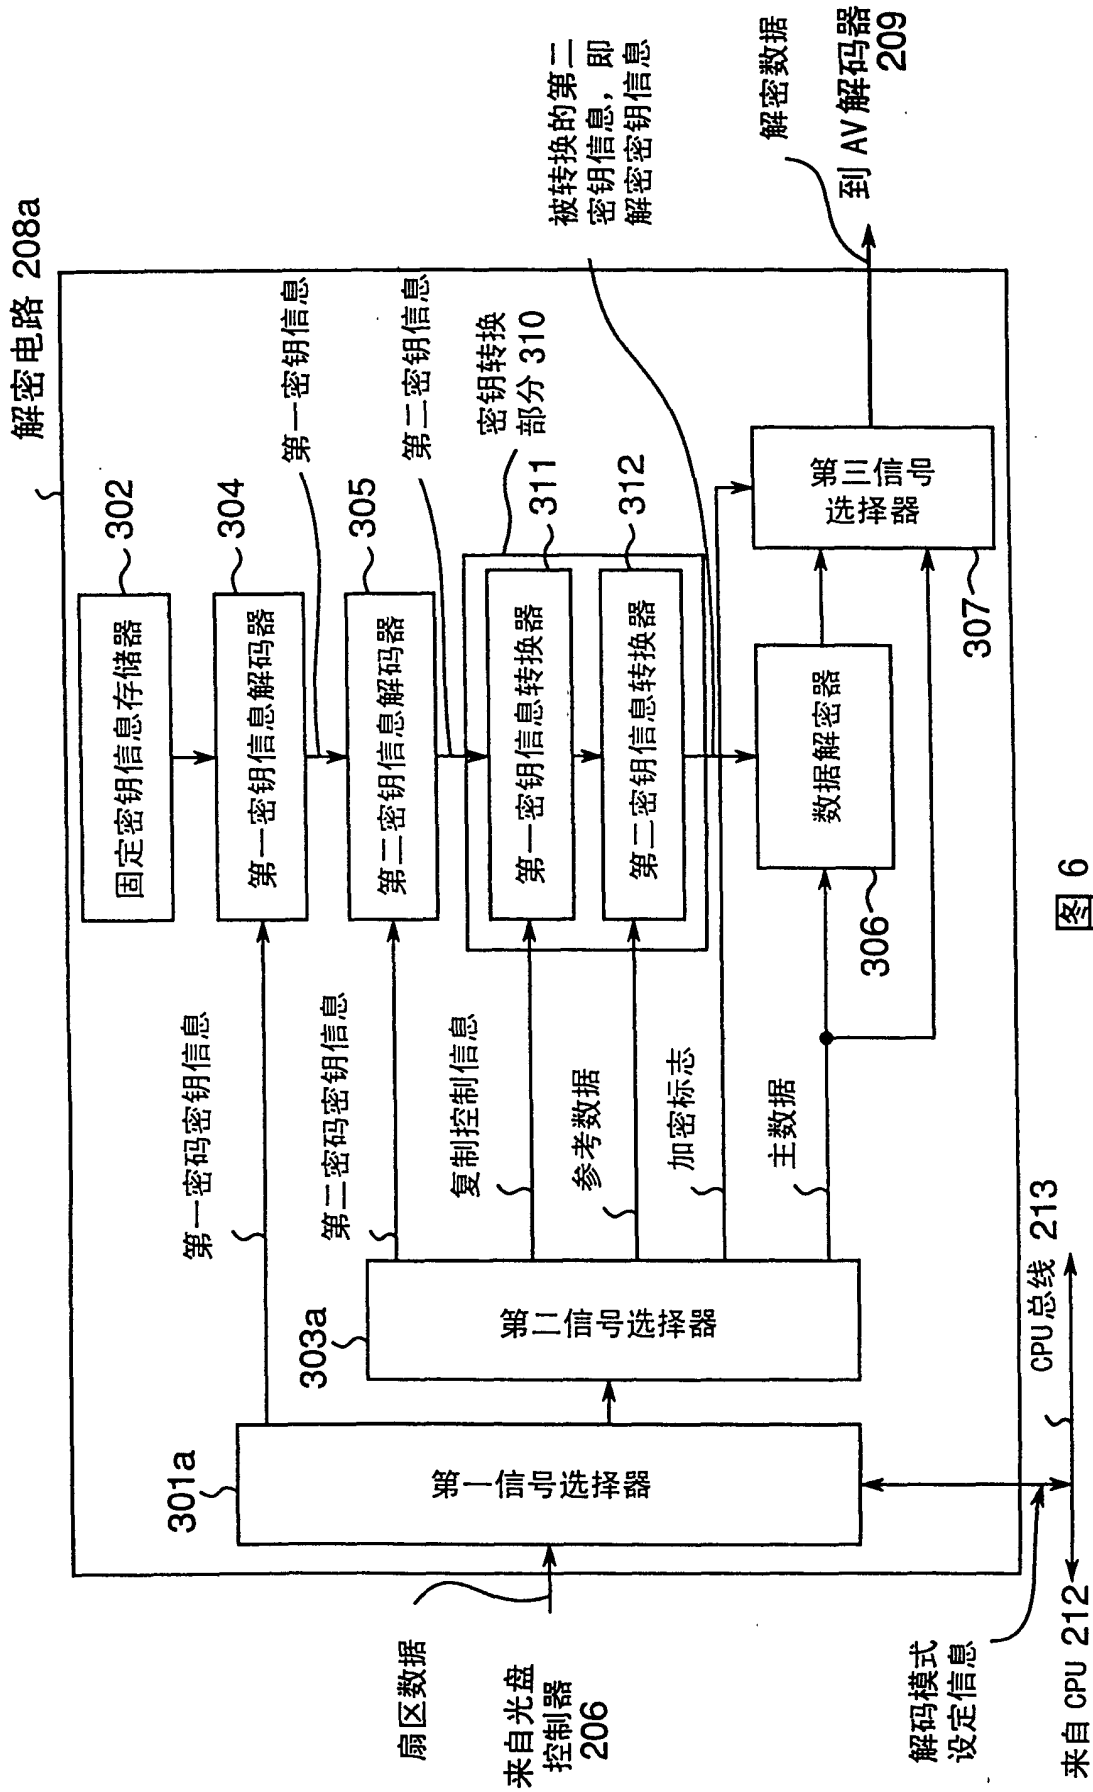 解密电路 208a
固定密钥信息存储器
302
第一密钥信息解码器
304
第一密钥信息
第二密钥信息解码器
305
第二密钥信息
密钥转换
部分 310
第一密钥信息转换器
311
第二密钥信息转换器
312
被转换的第二
密钥信息，即
解密密钥信息
第一密码密钥信息
第二密码密钥信息
复制控制信息
参考数据
加密标志
主数据
数据解密器
306
第三信号
选择器
307
解密数据
到 AV 解码器
209
303a
第二信号选择器
301a
第一信号选择器
扇区数据
来自光盘
控制器
206
解码模式
设定信息
来自 CPU 212
CPU 总线 213
图 6